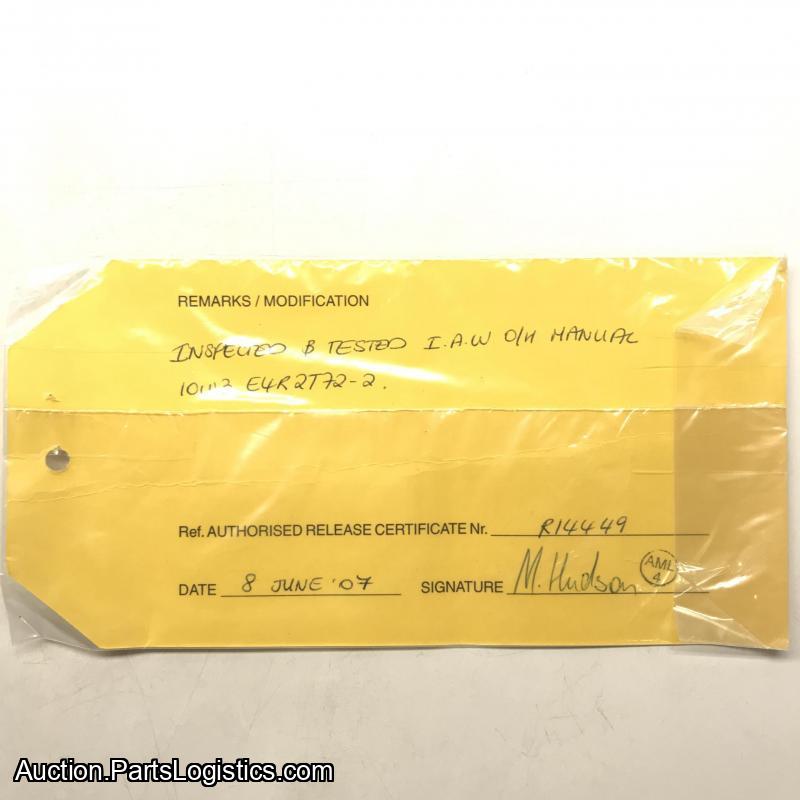 REMARKS / MODIFICATION
INSPECTED & TESTED I.A.W O/H MANUAL
E4R2T72-2.
Ref. AUTHORISED RELEASE CERTIFICATE Nr. R14449
DATE 8 JUNE '07 SIGNATURE M. Hudson AML 4
Auction.PartsLogistics.com